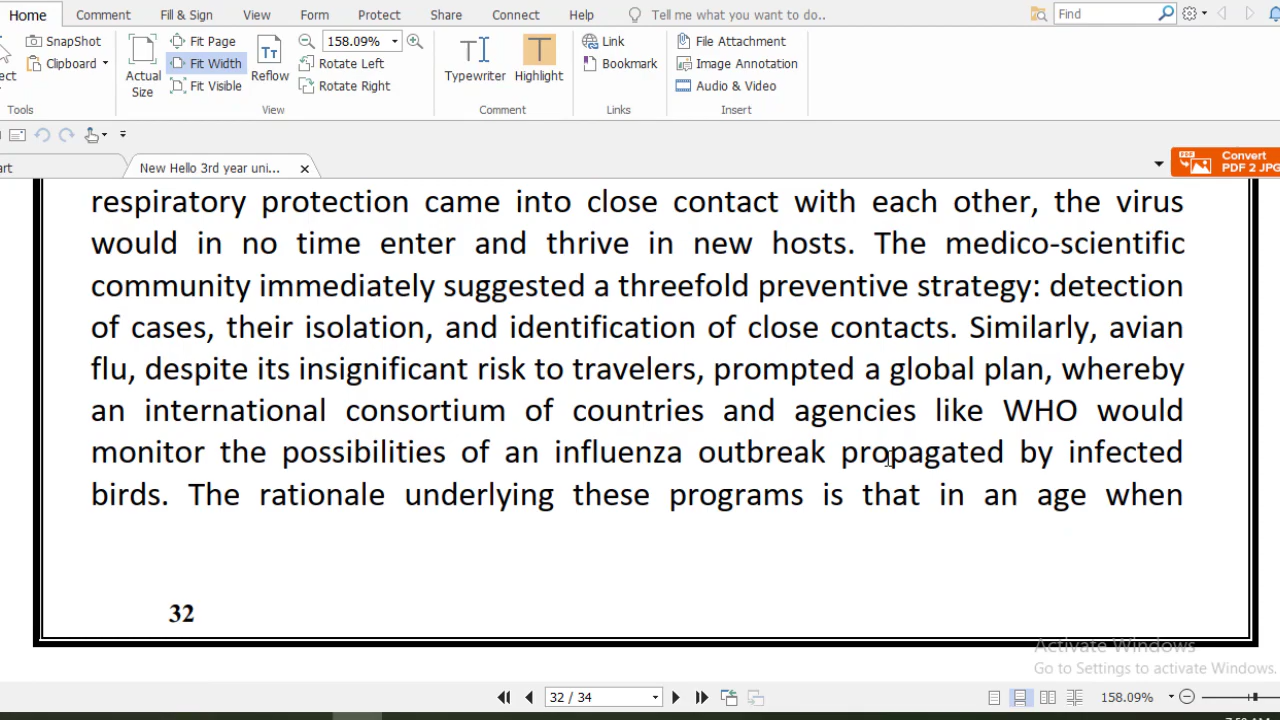 Home Comment Fill & Sign View Form Protect Share Connect Help Tell me what you want to do.. Find
SnapShot Fit Page 158.09% Link File Attachment
ect Clipboard Actual Size Fit Width Reflow Rotate Left Typewriter Highlight Bookmark Image Annotation
Fit Visible Rotate Right Audio & Video
Tools View Comment Links Insert
art New Hello 3rd year uni... Convert
PDF 2 JPG
respiratory protection came into close contact with each other, the virus
would in no time enter and thrive in new hosts. The medico-scientific
community immediately suggested a threefold preventive strategy: detection
of cases, their isolation, and identification of close contacts. Similarly, avian
flu, despite its insignificant risk to travelers, prompted a global plan, whereby
an international consortium of countries and agencies like WHO would
monitor the possibilities of an influenza outbreak propagated by infected
birds. The rationale underlying these programs is that in an age when
32
Activate Windows
Go to Settings to activate Windows.
32 / 34 158.09%